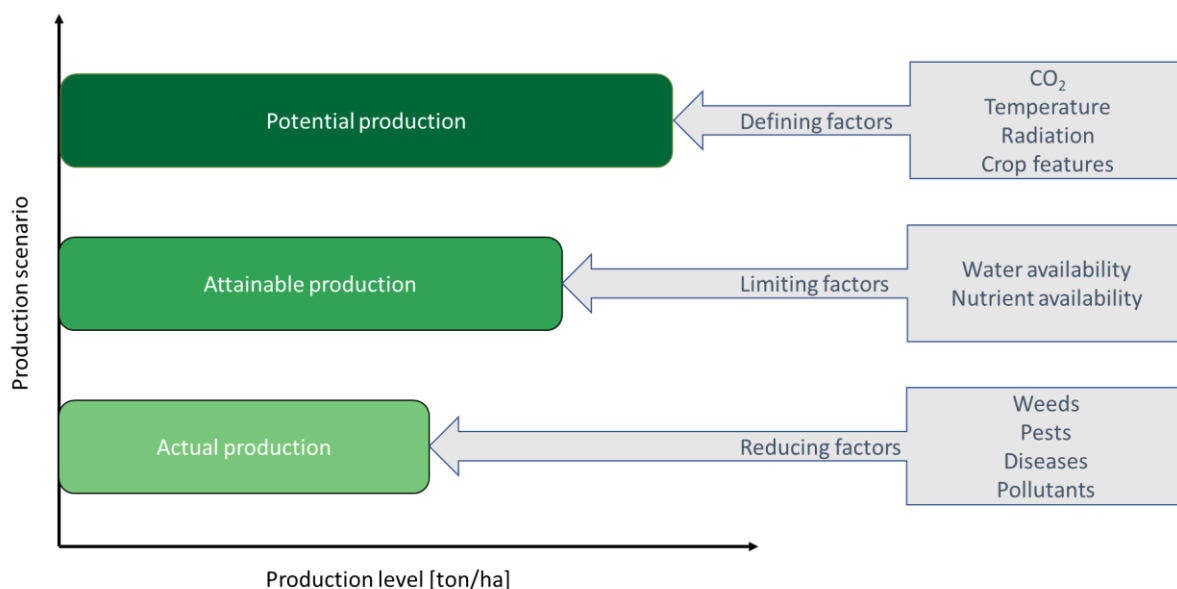 Production scenario
Potential production
Defining factors
CO₂
Temperature
Radiation
Crop features
Attainable production
Limiting factors
Water availability
Nutrient availability
Actual production
Reducing factors
Weeds
Pests
Diseases
Pollutants
Production level [ton/ha]